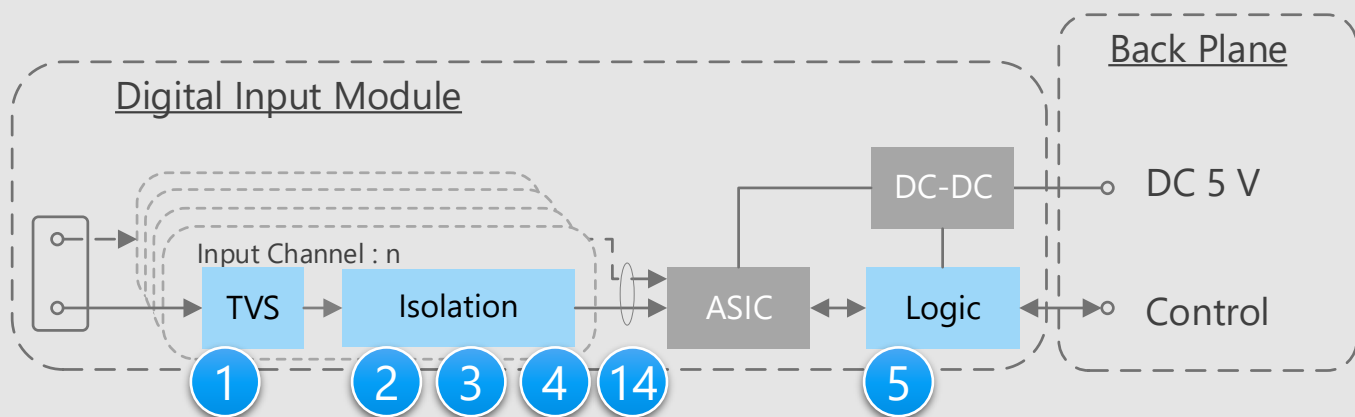 Back Plane
Digital Input Module
DC-DC
DC 5 V
Input Channel : n
TVS
Isolation
ASIC
Logic
Control
1
2
3
4
14
5